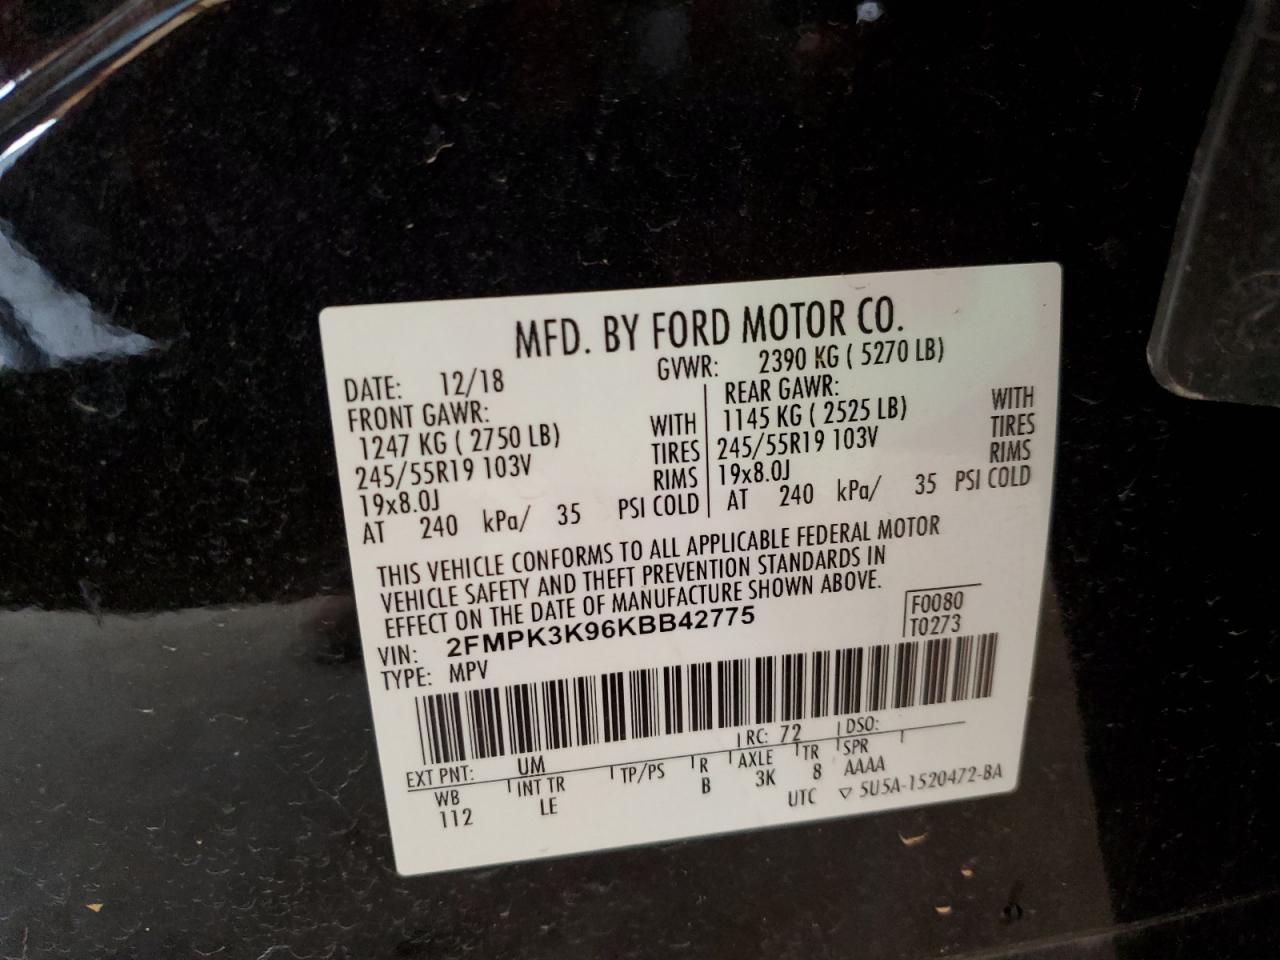 MFD. BY FORD MOTOR CO.
DATE: 12/18 GVWR: 2390 KG ( 5270 LB)
FRONT GAWR: REAR GAWR:
1247 KG ( 2750 LB) WITH 1145 KG ( 2525 LB) WITH
245/55R19 103V TIRES 245/55R19 103V TIRES
19x8.0J RIMS 19x8.0J RIMS
AT 240 kPa/ 35 PSI COLD AT 240 kPa/ 35 PSI COLD
THIS VEHICLE CONFORMS TO ALL APPLICABLE FEDERAL MOTOR
VEHICLE SAFETY AND THEFT PREVENTION STANDARDS IN
EFFECT ON THE DATE OF MANUFACTURE SHOWN ABOVE.
VIN: 2FMPK3K96KBB42775 F0080
TYPE: MPV T0273
EXT PNT: UM RC: 72 DSO:
WB INT TR TP/PS R AXLE TR SPR
112 LE B 3K 8 AAAA
UTC ▽ 5U5A-1520472-BA